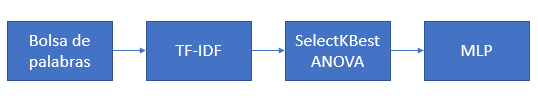 Bolsa de
palabras
TF-IDF
SelectKBest
ANOVA
MLP